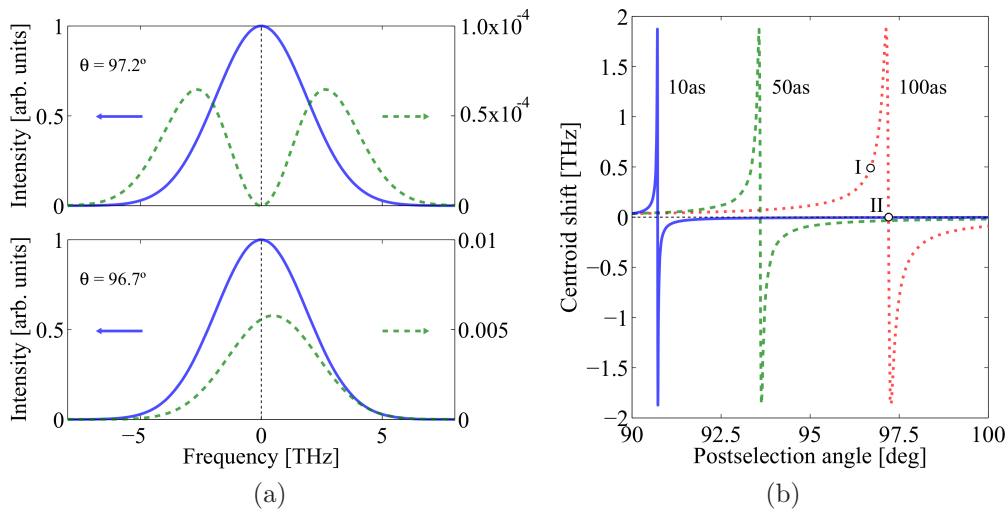 1.0x10⁻⁴
1
θ = 97.2º
0.5
0.5x10⁻⁴
0
0
Intensity [arb. units]
1
0.01
θ = 96.7º
0.5
0.005
0
0
Intensity [arb. units]
−5
0
5
Frequency [THz]
(a)
2
1.5
1
0.5
0
−0.5
−1
−1.5
−2
Centroid shift [THz]
10as
50as
100as
I
II
90
92.5
95
97.5
100
Postselection angle [deg]
(b)